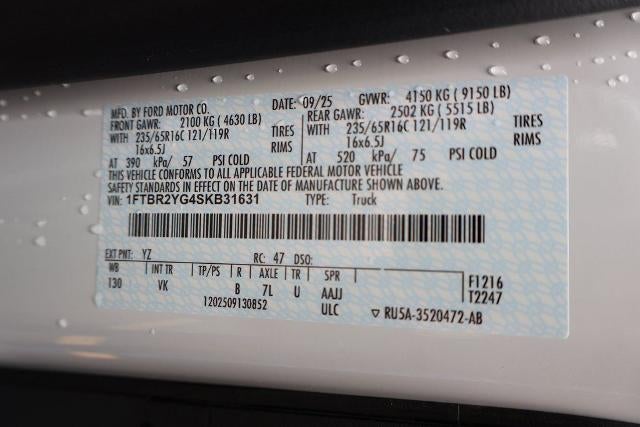 MFD. BY FORD MOTOR CO. DATE: 09/25 GVWR: 4150 KG ( 9150 LB)
FRONT GAWR: 2100 KG ( 4630 LB) REAR GAWR: 2502 KG ( 5515 LB)
WITH 235/65R16C 121/119R TIRES WITH 235/65R16C 121/119R TIRES
16x6.5J RIMS 16x6.5J RIMS
AT 390 kPa/ 57 PSI COLD AT 520 kPa/ 75 PSI COLD
THIS VEHICLE CONFORMS TO ALL APPLICABLE FEDERAL MOTOR VEHICLE
SAFETY STANDARDS IN EFFECT ON THE DATE OF MANUFACTURE SHOWN ABOVE.
VIN: 1FTBR2YG4SKB31631 TYPE: Truck
EXT PNT: YZ RC: 47 DSO:
WB INT TR TP/PS R AXLE TR SPR F1216
130 VK B 7L U AAJJ T2247
1202509130852 ULC ▽ RU5A-3520472-AB